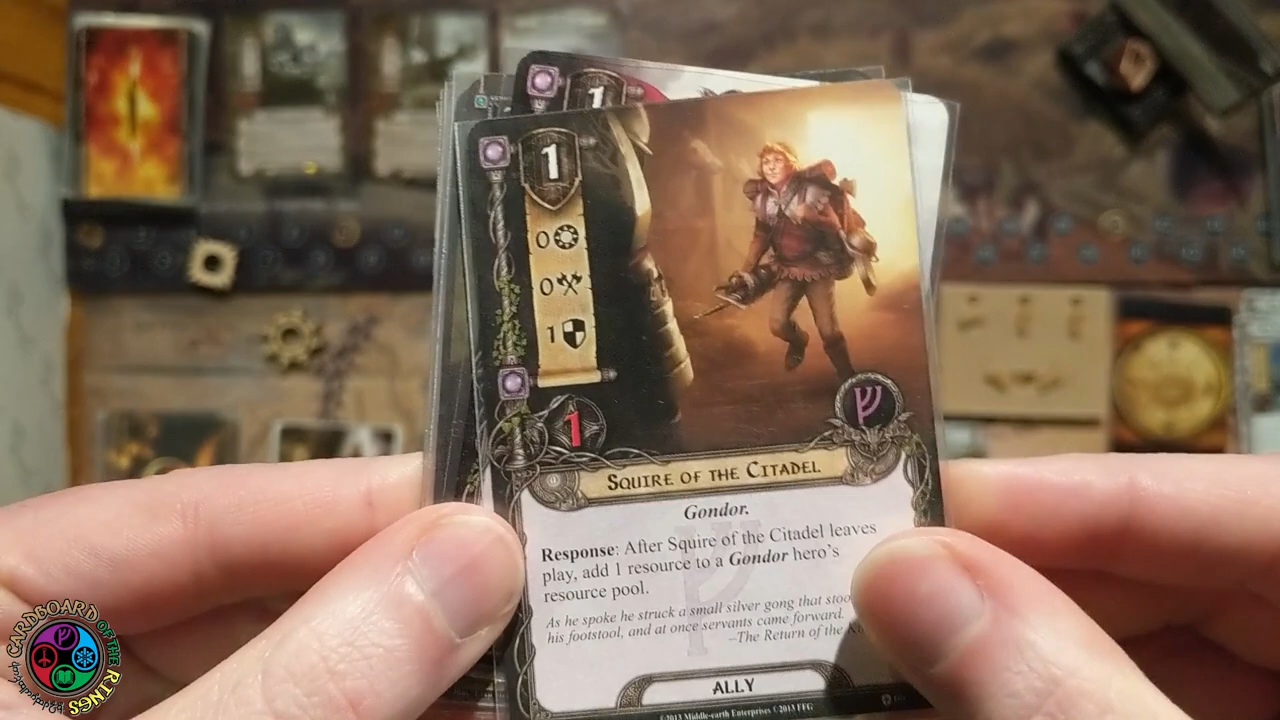 1
1
0
0
1
1
SQUIRE OF THE CITADEL
Gondor.
Response: After Squire of the Citadel leaves
play, add 1 resource to a Gondor hero's
resource pool.
As he spoke he struck a small silver gong that stoo
his footstool, and at once servants came forward.
–The Return of the K
ALLY
©2013 Middle-earth Enterprises ©2013 FFG
CARDBOARD OF THE RINGS